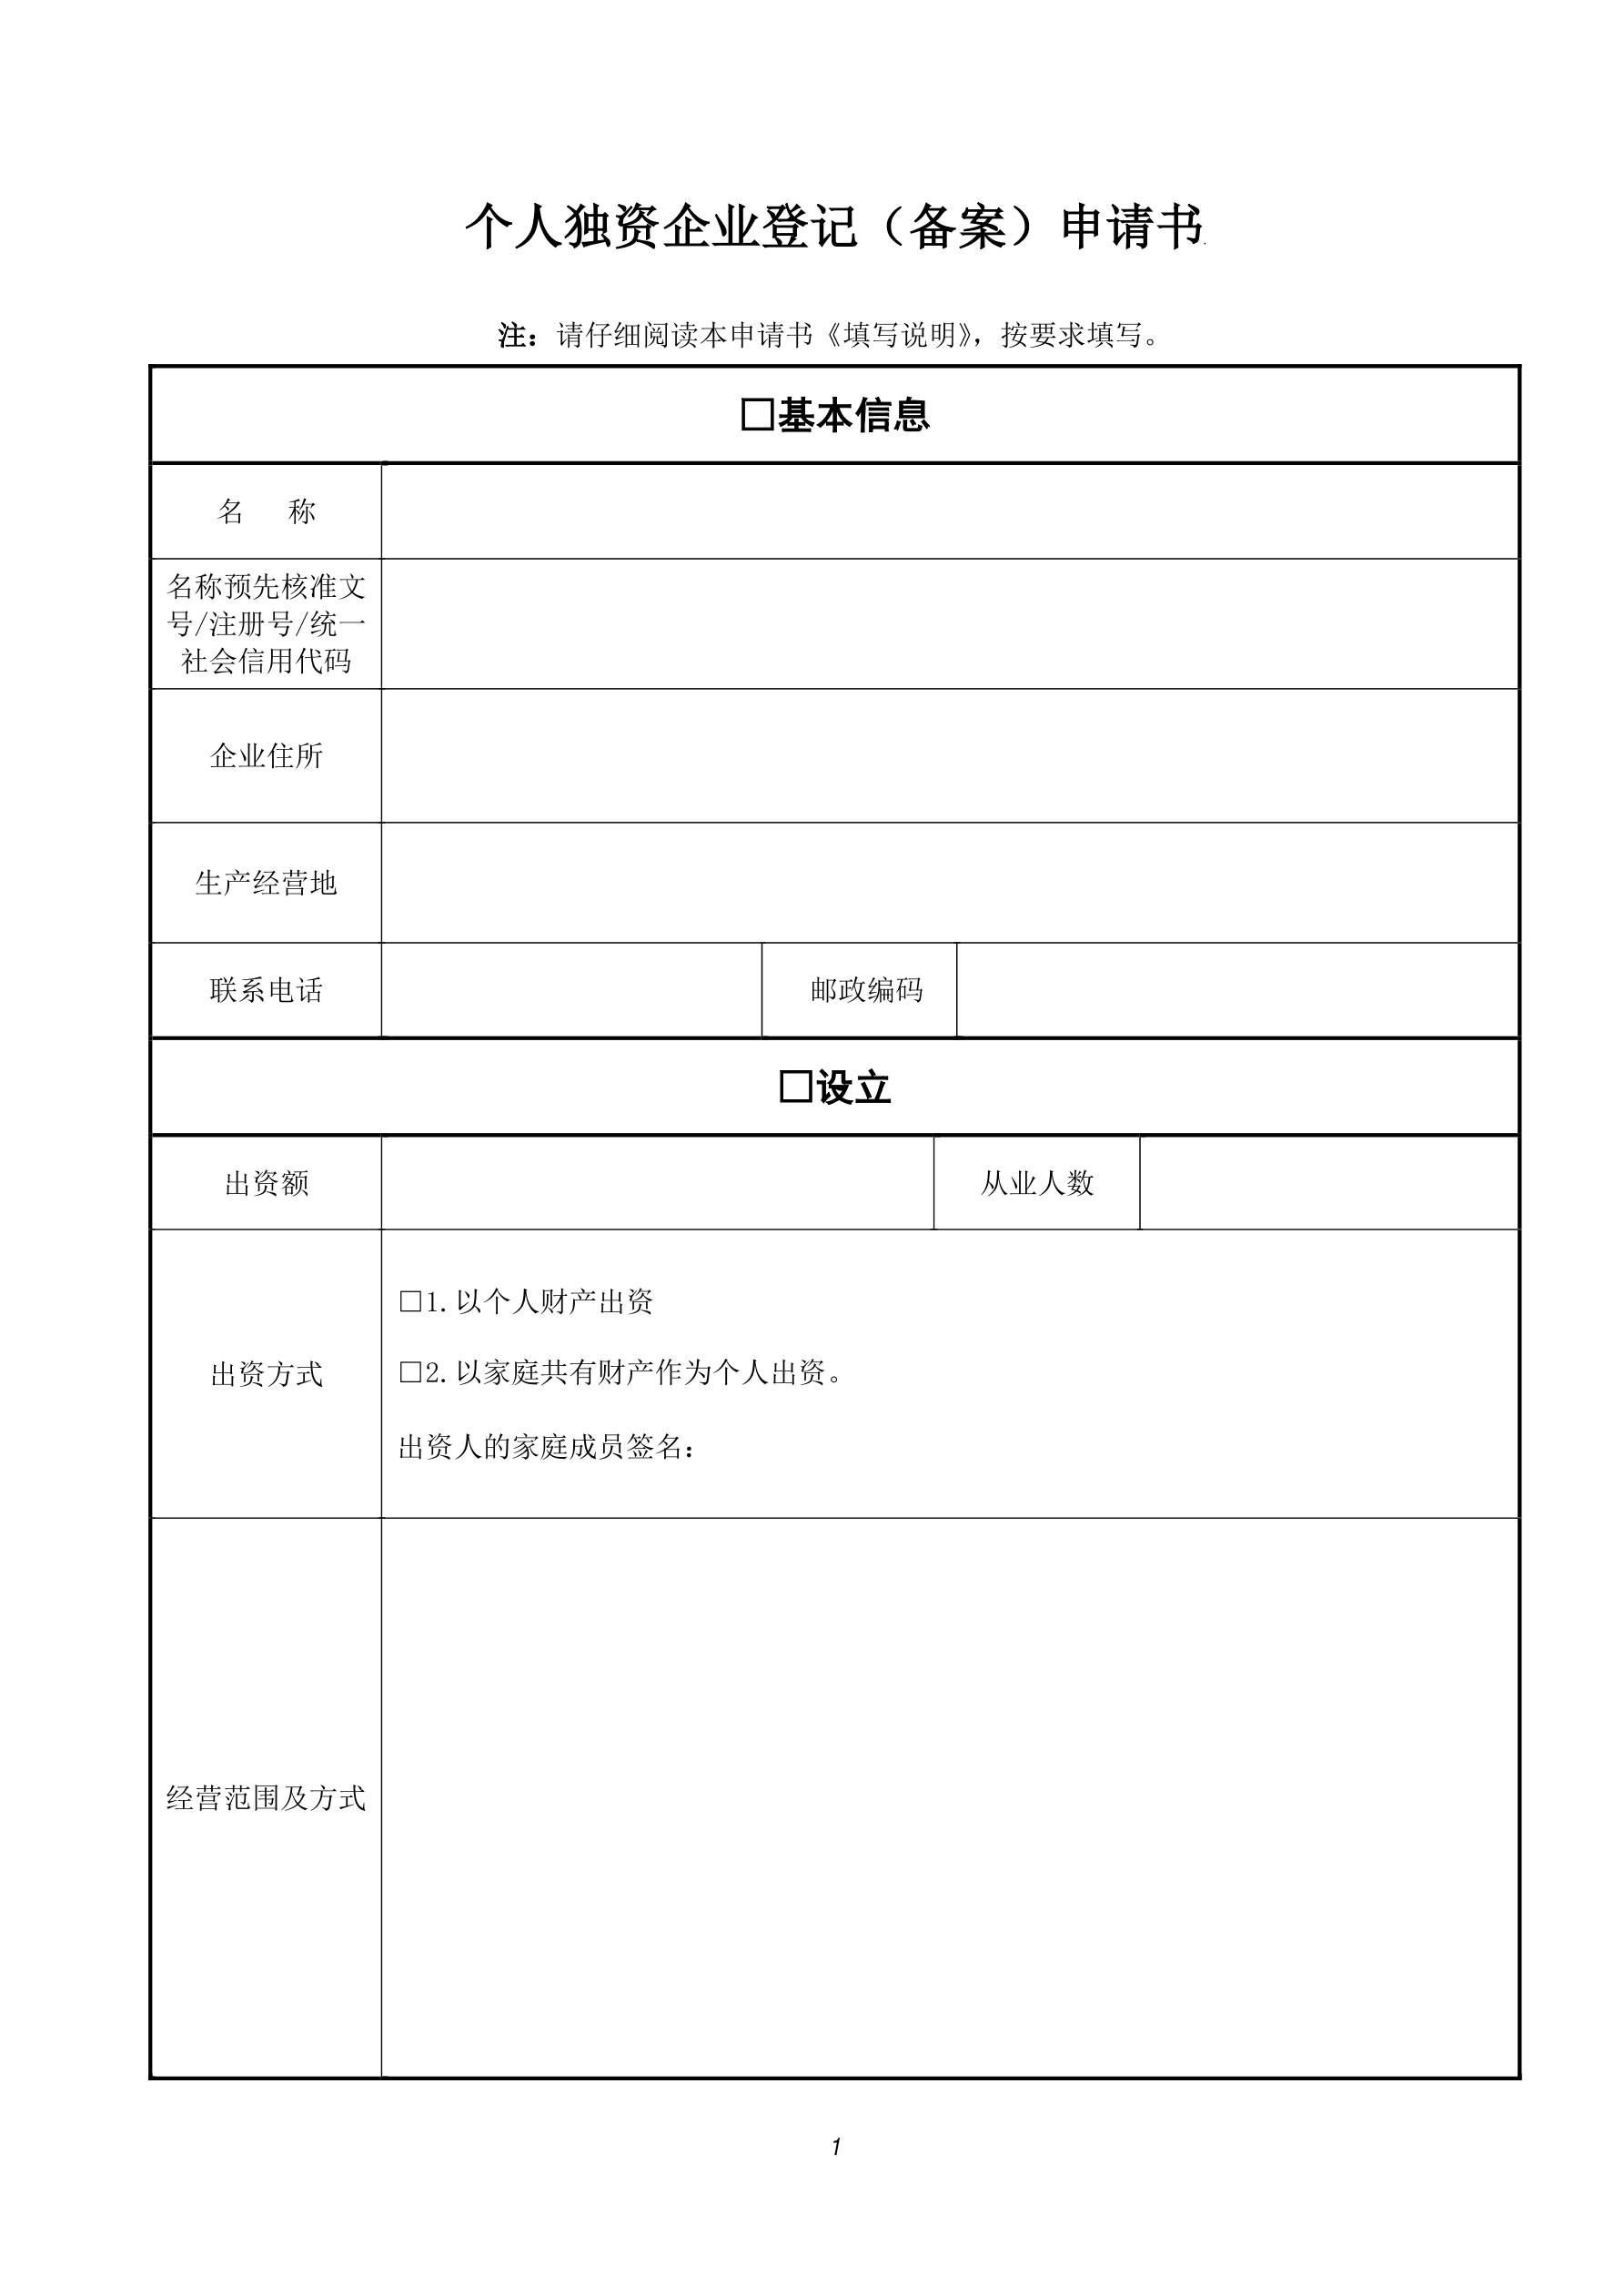 个人独资企业登记（备案）申请书
注：请仔细阅读本申请书《填写说明》，按要求填写。
□基本信息
名 称
名称预先核准文
号/注册号/统一
社会信用代码
企业住所
生产经营地
联系电话 邮政编码
□设立
出资额 从业人数
□1.以个人财产出资
□2.以家庭共有财产作为个人出资。
出资方式
出资人的家庭成员签名：
经营范围及方式
1